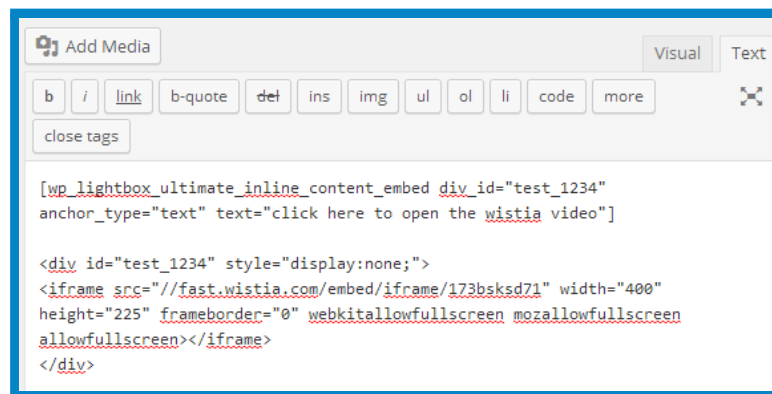 Add Media
Visual Text
b i link b-quote del ins img ul ol li code more
close tags
[wp_lightbox_ultimate_inline_content_embed div_id="test_1234"
anchor_type="text" text="click here to open the wistia video"]
<div id="test_1234" style="display:none;">
<iframe src="//fast.wistia.com/embed/iframe/173bsksd71" width="400"
height="225" frameborder="0" webkitallowfullscreen mozallowfullscreen
allowfullscreen></iframe>
</div>